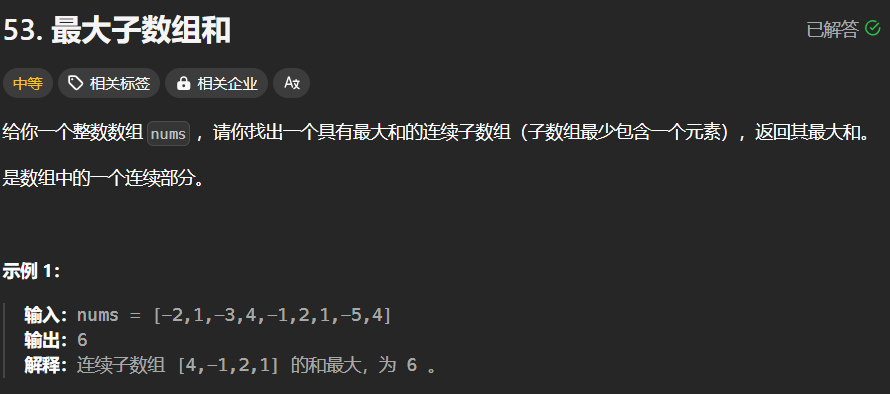 53. 最大子数组和
已解答
中等 相关标签 相关企业 Ax
给你一个整数数组 nums ，请你找出一个具有最大和的连续子数组（子数组最少包含一个元素），返回其最大和。
是数组中的一个连续部分。
示例 1：
输入：nums = [-2,1,-3,4,-1,2,1,-5,4]
输出：6
解释：连续子数组 [4,-1,2,1] 的和最大，为 6 。